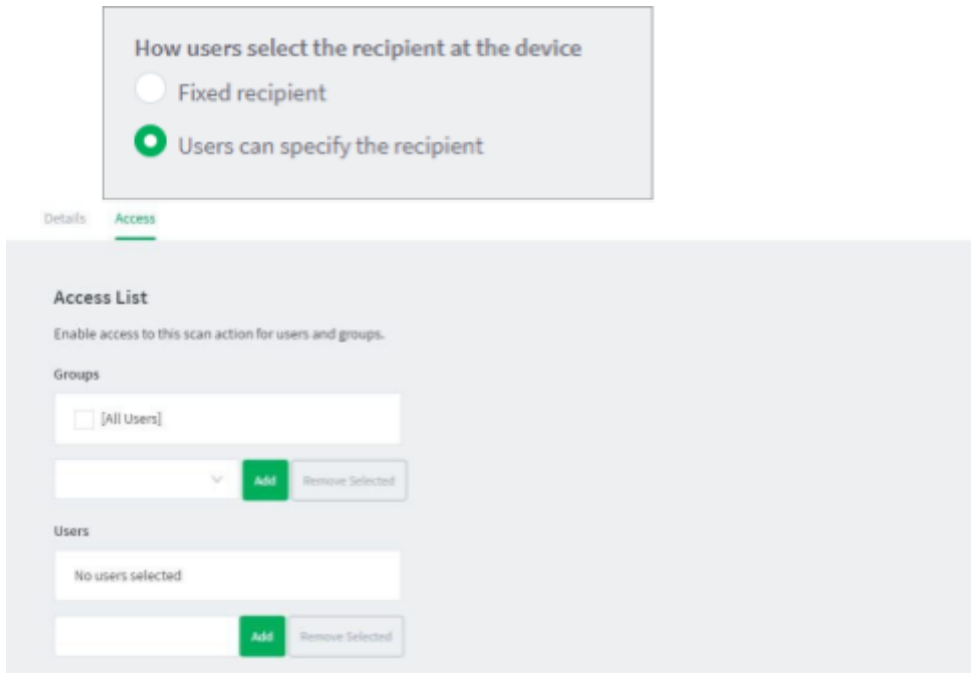 How users select the recipient at the device
Fixed recipient
Users can specify the recipient
Details Access
Access List
Enable access to this scan action for users and groups.
Groups
[All Users]
Add Remove Selected
Users
No users selected
Add Remove Selected